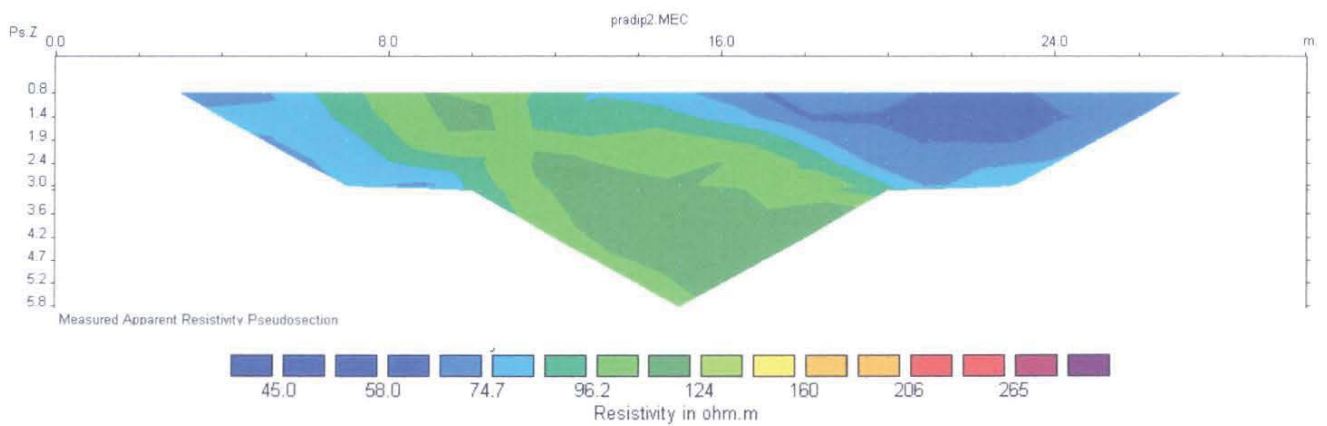 pradip2.MEC
Ps.Z 0.0 8.0 16.0 24.0 m.
0.8
1.4
1.9
2.4
3.0
3.6
4.2
4.7
5.2
5.8
Measured Apparent Resistivity Pseudosection
45.0 58.0 74.7 96.2 124 160 206 265
Resistivity in ohm.m